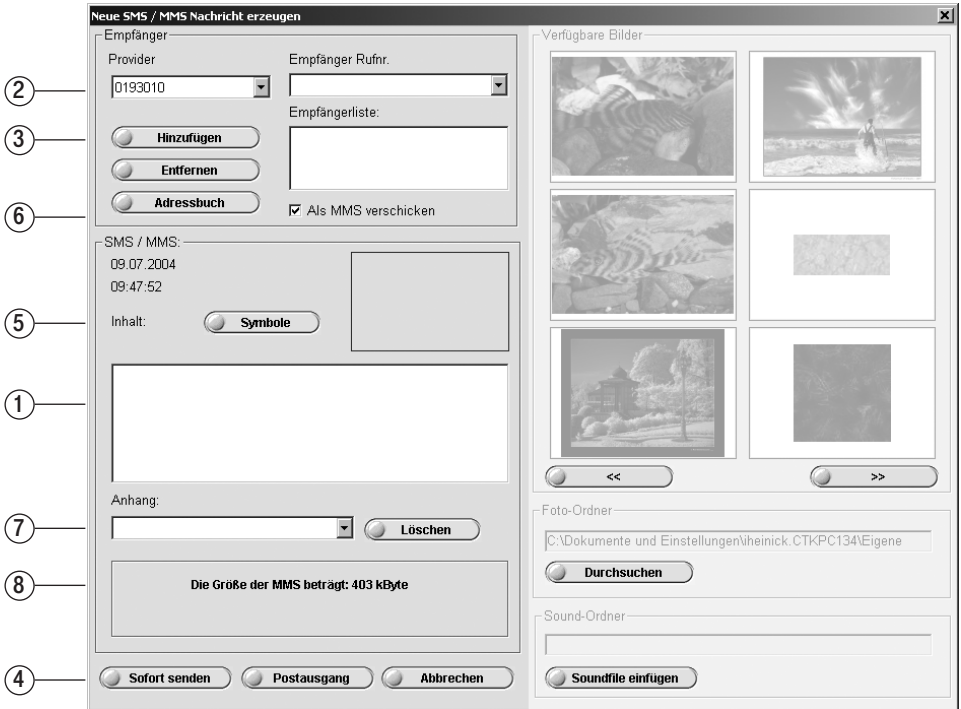 Neue SMS / MMS Nachricht erzeugen
Empfänger
Provider
Empfänger Rufnr.
2
0193010
Empfängerliste:
3
Hinzufügen
Entfernen
Adressbuch
6
Als MMS verschicken
SMS / MMS:
09.07.2004
09:47:52
5
Inhalt:
Symbole
1
Anhang:
7
Löschen
8
Die Größe der MMS beträgt: 403 kByte
4
Sofort senden
Postausgang
Abbrechen
Verfügbare Bilder
<<
>>
Foto-Ordner
C:\Dokumente und Einstellungen\iheinick.CTKPC134\Eigene
Durchsuchen
Sound-Ordner
Soundfile einfügen